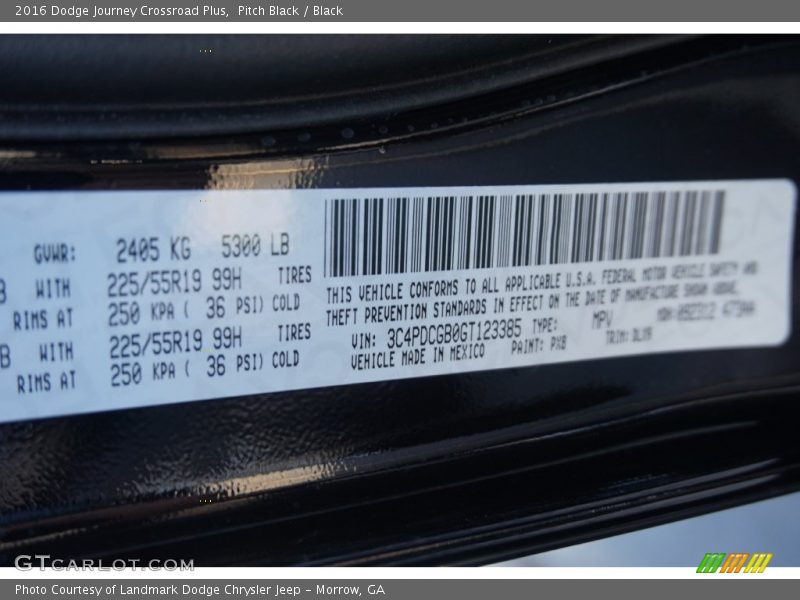 2016 Dodge Journey Crossroad Plus,  Pitch Black / Black
GVWR: 2405 KG 5300 LB
B WITH 225/55R19 99H TIRES
RIMS AT 250 KPA ( 36 PSI) COLD
B WITH 225/55R19 99H TIRES
RIMS AT 250 KPA ( 36 PSI) COLD
THIS VEHICLE CONFORMS TO ALL APPLICABLE U.S.A. FEDERAL MOTOR VEHICLE SAFETY AND
THEFT PREVENTION STANDARDS IN EFFECT ON THE DATE OF MANUFACTURE SHOWN ABOVE.
VIN: 3C4PDCGB0GT123385 TYPE: MPV
VEHICLE MADE IN MEXICO PAINT: PX8 TRIM:
GTCARLOT.COM
Photo Courtesy of Landmark Dodge Chrysler Jeep – Morrow, GA